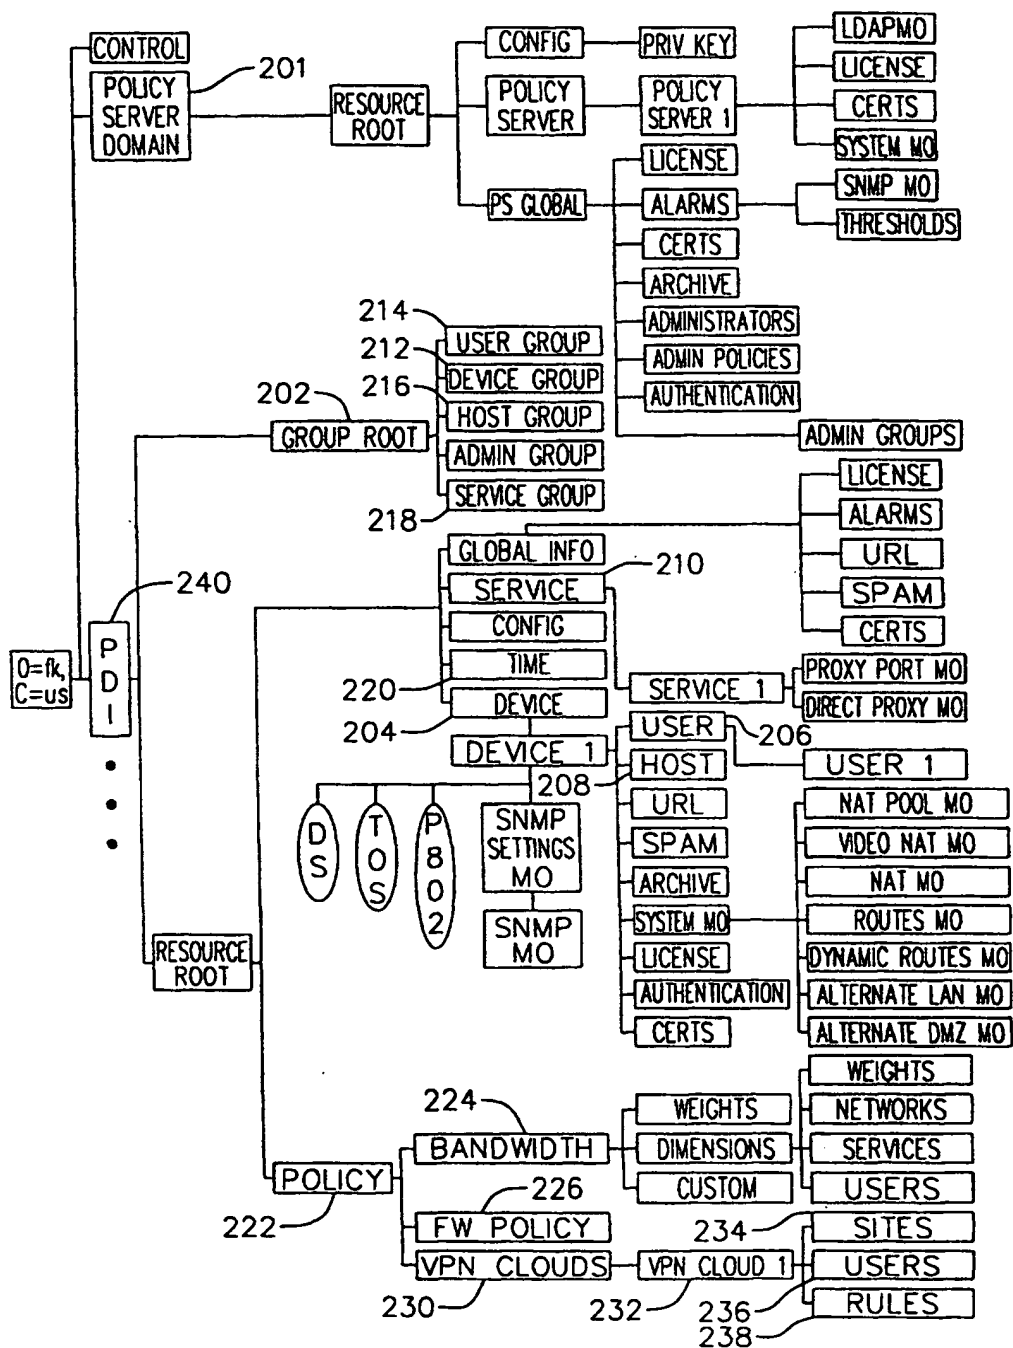 CONTROL
201
POLICY
SERVER
DOMAIN
RESOURCE
ROOT
CONFIG
PRIV KEY
POLICY
SERVER
POLICY
SERVER 1
LDAPMO
LICENSE
CERTS
SYSTEM MO
PS GLOBAL
LICENSE
ALARMS
CERTS
ARCHIVE
ADMINISTRATORS
ADMIN POLICIES
AUTHENTICATION
ADMIN GROUPS
SNMP MO
THRESHOLDS
214
USER GROUP
212
DEVICE GROUP
216
HOST GROUP
202
GROUP ROOT
ADMIN GROUP
SERVICE GROUP
218
GLOBAL INFO
LICENSE
ALARMS
URL
SPAM
CERTS
SERVICE
210
CONFIG
TIME
220
DEVICE
204
SERVICE 1
PROXY PORT MO
DIRECT PROXY MO
240
O=fk,
C=us
P
D
I
DEVICE 1
USER
206
USER 1
HOST
208
URL
SPAM
ARCHIVE
SYSTEM MO
LICENSE
AUTHENTICATION
CERTS
NAT POOL MO
VIDEO NAT MO
NAT MO
ROUTES MO
DYNAMIC ROUTES MO
ALTERNATE LAN MO
ALTERNATE DMZ MO
DS
TOS
P802
SNMP
SETTINGS
MO
SNMP
MO
RESOURCE
ROOT
POLICY
222
224
BANDWIDTH
WEIGHTS
DIMENSIONS
CUSTOM
WEIGHTS
NETWORKS
SERVICES
USERS
226
FW POLICY
VPN CLOUDS
230
VPN CLOUD 1
232
234
SITES
USERS
236
RULES
238